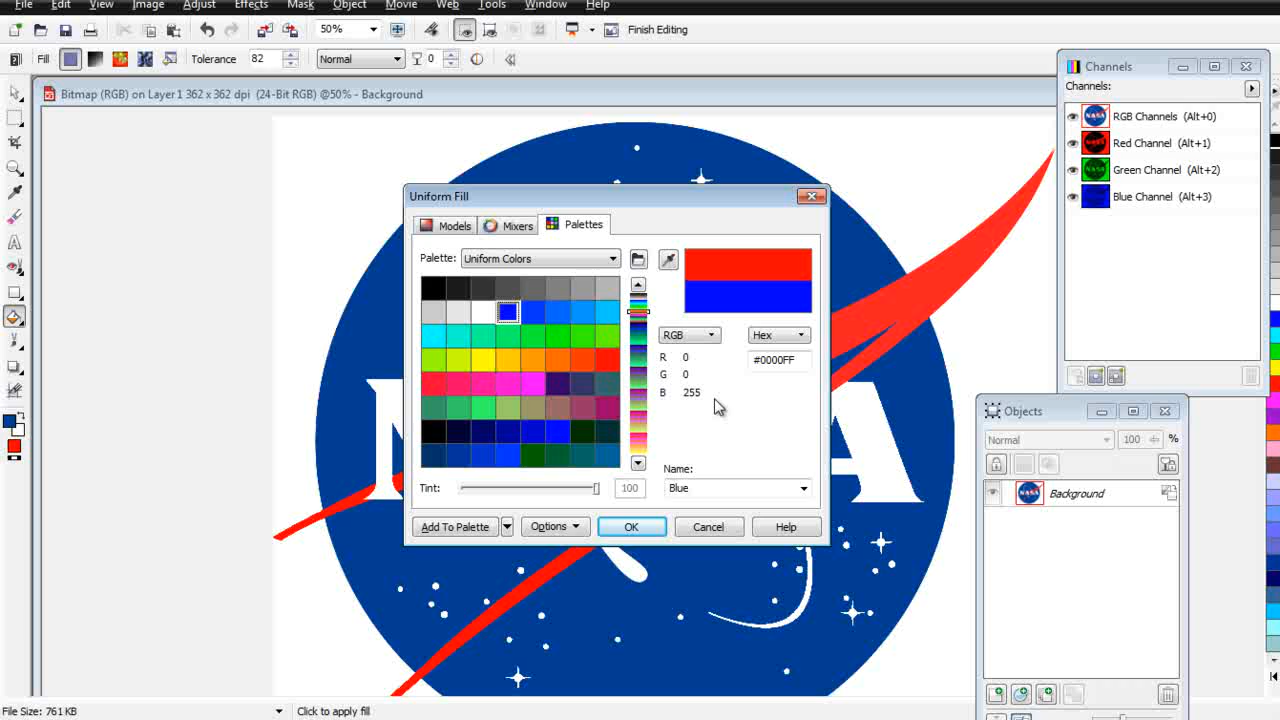 File Edit View Image Adjust Effects Mask Object Movie Web Tools Window Help
50% Finish Editing
Fill Tolerance 82 Normal 0
Bitmap (RGB) on Layer 1 362 x 362 dpi (24-Bit RGB) @50% - Background
Channels
Channels:
RGB Channels (Alt+0)
Red Channel (Alt+1)
Green Channel (Alt+2)
Blue Channel (Alt+3)
Uniform Fill
Models Mixers Palettes
Palette: Uniform Colors
RGB Hex
R 0 #0000FF
G 0
B 255
Name:
Blue
Tint: 100
Add To Palette Options OK Cancel Help
Objects
Normal 100 %
Background
File Size: 761 KB Click to apply fill